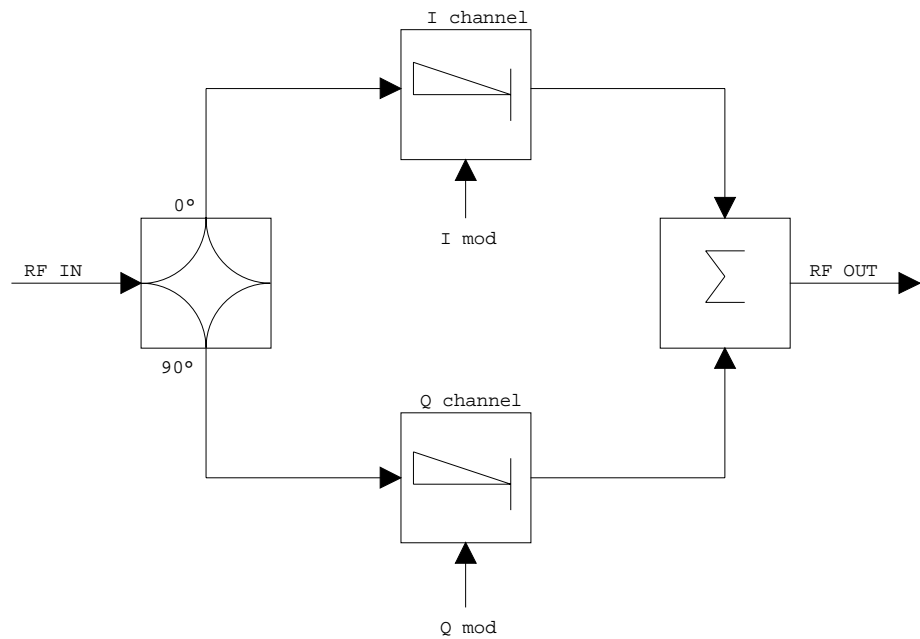 I channel
I mod
0°
RF IN
90°
Σ
RF OUT
Q channel
Q mod